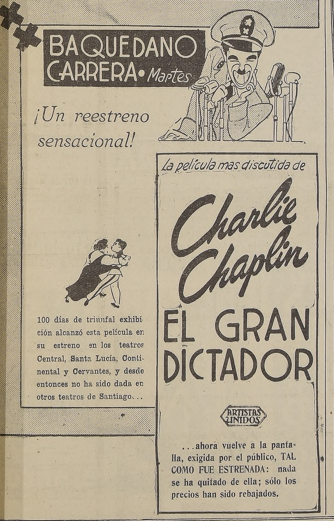 BAQUEDANO
CARRERA • Martes
¡Un reestreno
sensacional!
La película mas discutida de
Charlie
Chaplin
EL GRAN
DICTADOR
100 días de triunfal exhibi
ción alcanzó esta película en
su estreno en los teatros
Central, Santa Lucía, Conti-
nental y Cervantes, y desde
entonces no ha sido dada en
otros teatros de Santiago...
ARTISTAS
UNIDOS
...ahora vuelve a la panta-
lla, exigida por el público, TAL
COMO FUE ESTRENADA: nada
se ha quitado de ella; sólo los
precios han sido rebajados.